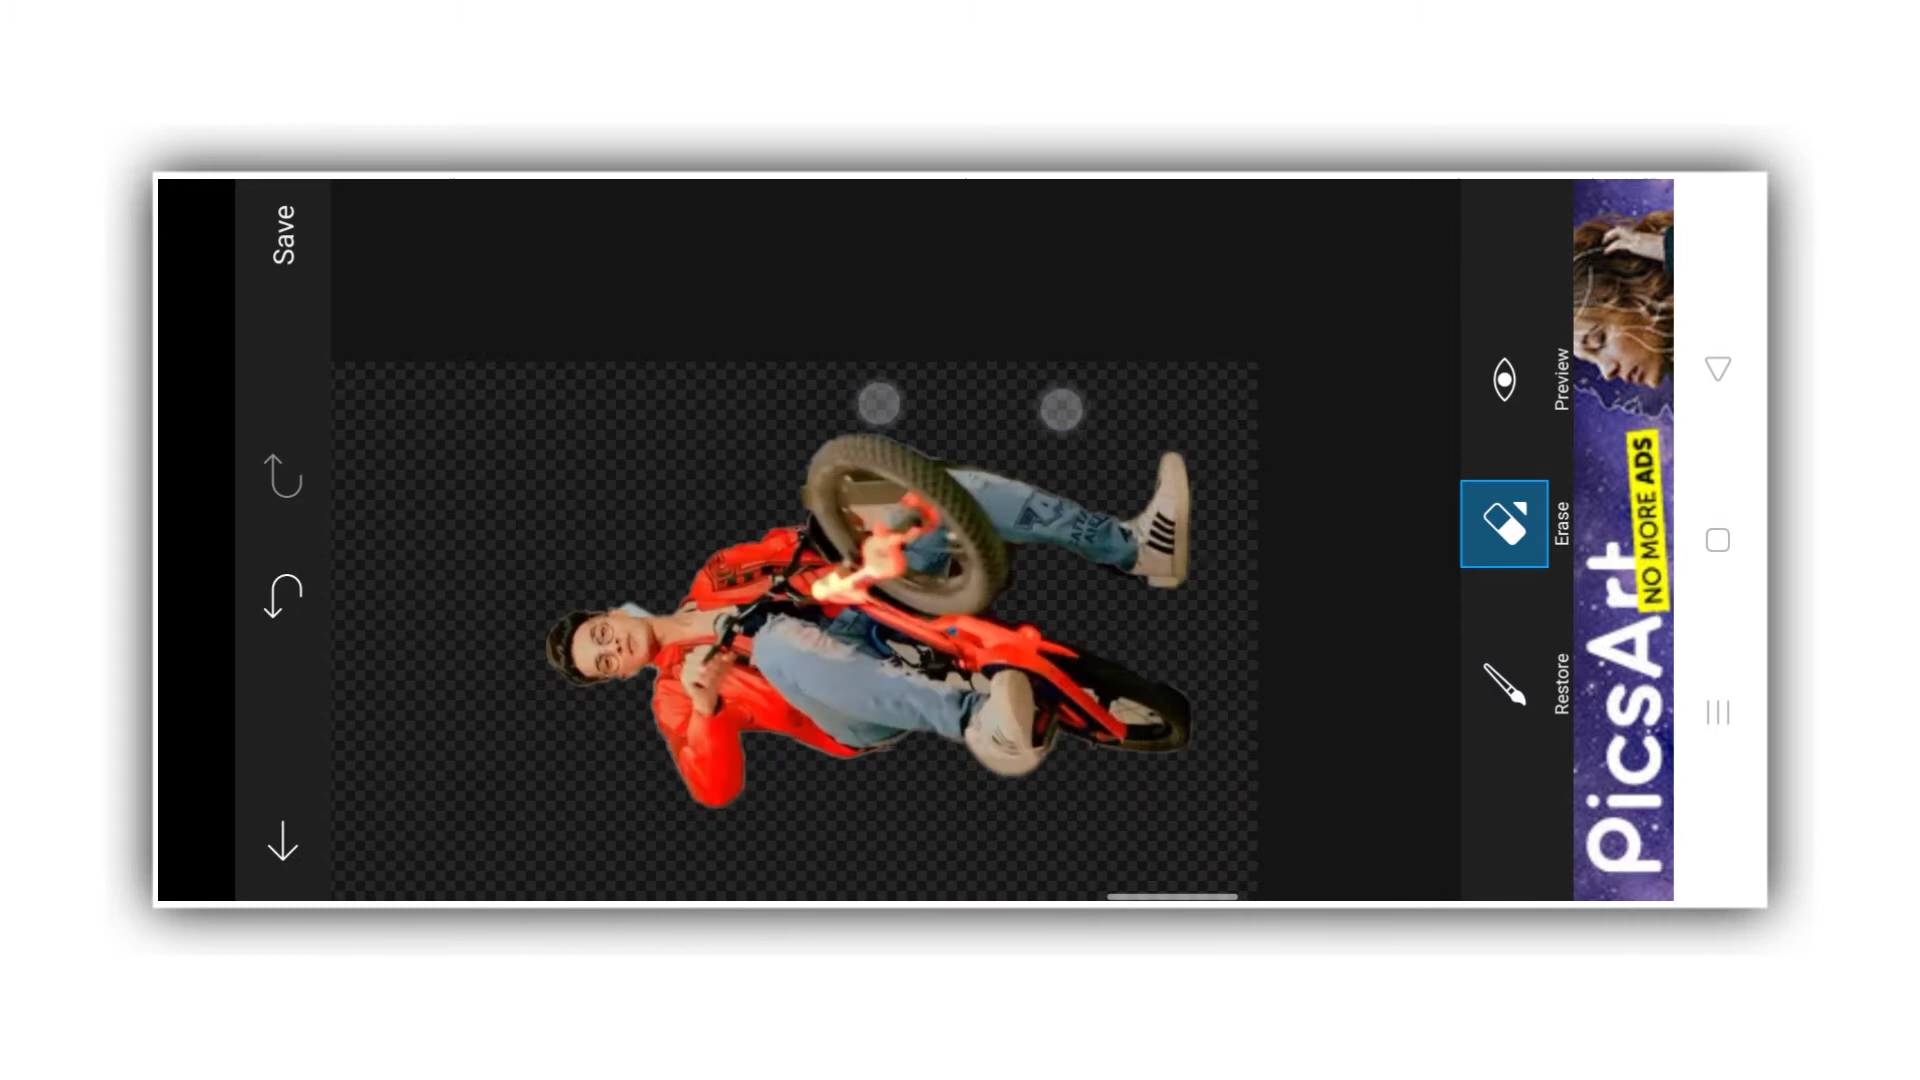 Save
Preview
Erase
Restore
PicsArt
NO MORE ADS